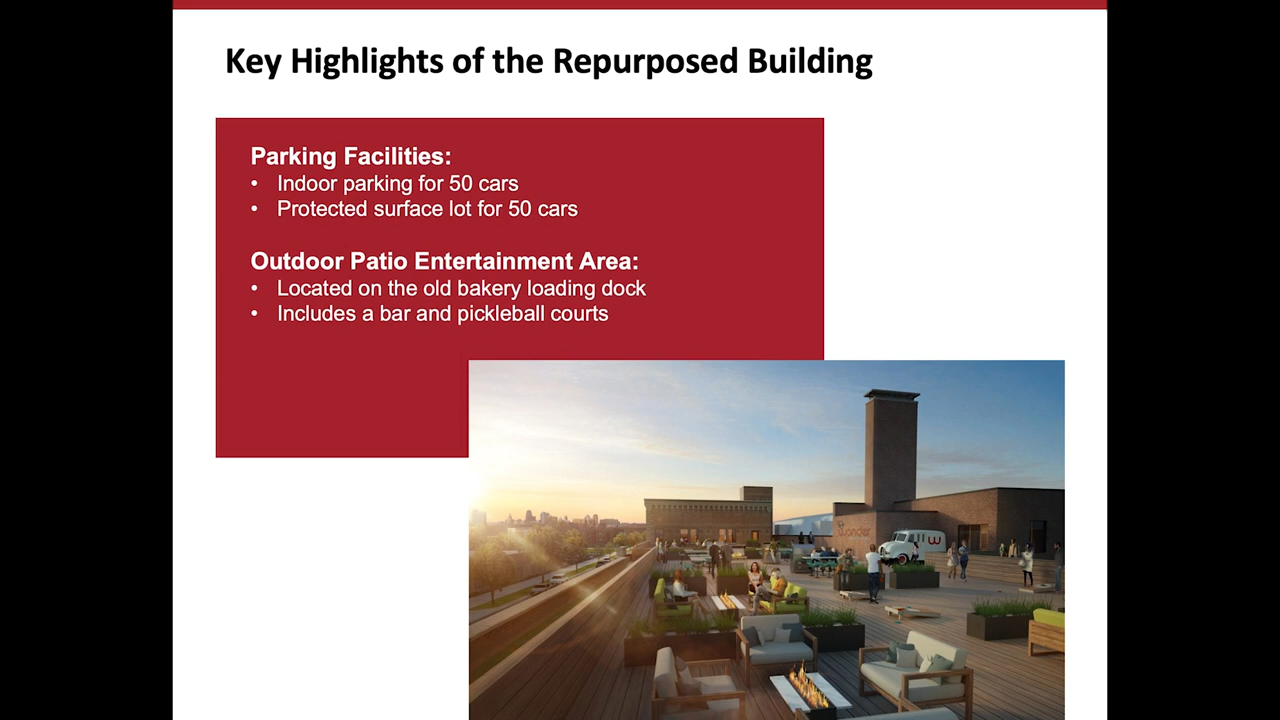 Key Highlights of the Repurposed Building
Parking Facilities:
• Indoor parking for 50 cars
• Protected surface lot for 50 cars
Outdoor Patio Entertainment Area:
• Located on the old bakery loading dock
• Includes a bar and pickleball courts
wonder
W